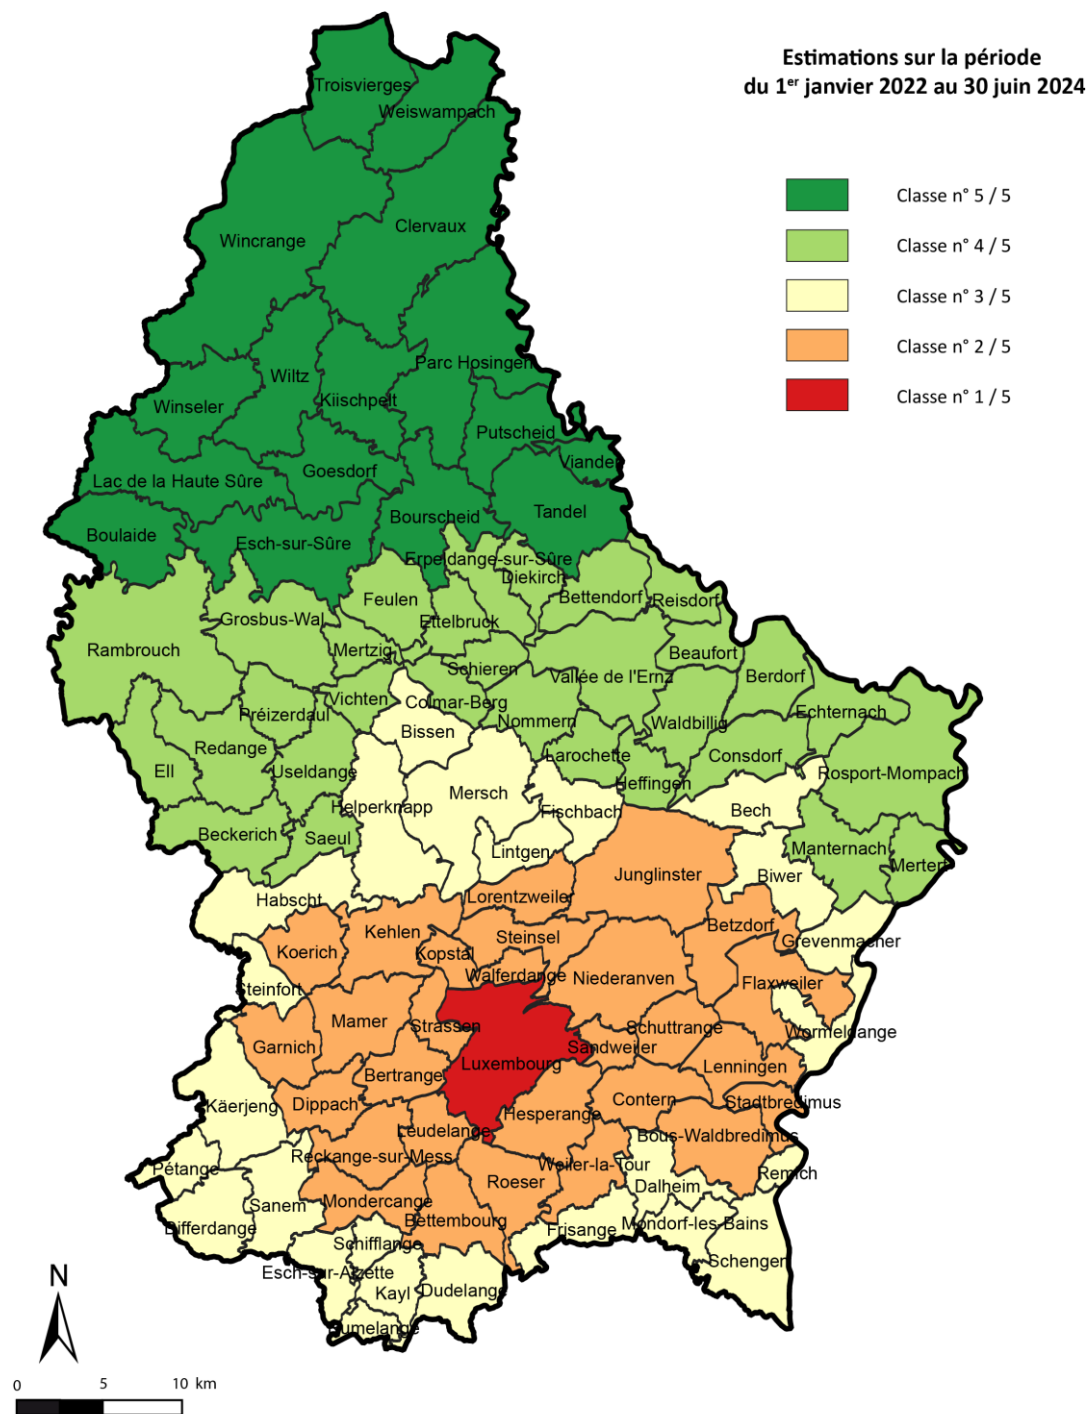 Estimations sur la période
du 1er janvier 2022 au 30 juin 2024
Classe n° 5 / 5
Classe n° 4 / 5
Classe n° 3 / 5
Classe n° 2 / 5
Classe n° 1 / 5
Troisvierges
Weiswampach
Clervaux
Wincrange
Parc Hosingen
Wiltz
Kiischpelt
Winseler
Putscheid
Vianden
Goesdorf
Lac de la Haute Sûre
Tandel
Bourscheid
Boulaide
Esch-sur-Sûre
Erpeldange-sur-Sûre
Diekirch
Bettendorf
Reisdorf
Feulen
Grosbus-Wal
Ettelbruck
Rambrouch
Mertzig
Beaufort
Schieren
Vallée de l'Ernz
Berdorf
Vichten
Colmar-Berg
Préizerdaul
Nommern
Waldbillig
Echternach
Bissen
Redange
Larochette
Consdorf
Ell
Useldange
Heffingen
Rosport-Mompach
Mersch
Helperknapp
Fischbach
Bech
Beckerich
Saeul
Lintgen
Manternach
Mertert
Junglinster
Biwer
Habscht
Lorentzweiler
Betzdorf
Kehlen
Steinsel
Grevenmacher
Koerich
Kopstal
Walferdange
Niederanven
Flaxweiler
Steinfort
Mamer
Strassen
Schuttrange
Wormeldange
Garnich
Sandweiler
Luxembourg
Lenningen
Bertrange
Käerjeng
Dippach
Hesperange
Contern
Stadtbredimus
Leudelange
Bous-Waldbredimus
Reckange-sur-Mess
Weiler-la-Tour
Pétange
Remich
Roeser
Dalheim
Mondercange
Sanem
Bettembourg
Differdange
Frisange
Mondorf-les-Bains
Schifflange
Schengen
Esch-sur-Alzette
Kayl
Dudelange
Rumelange
N
0 5 10 km